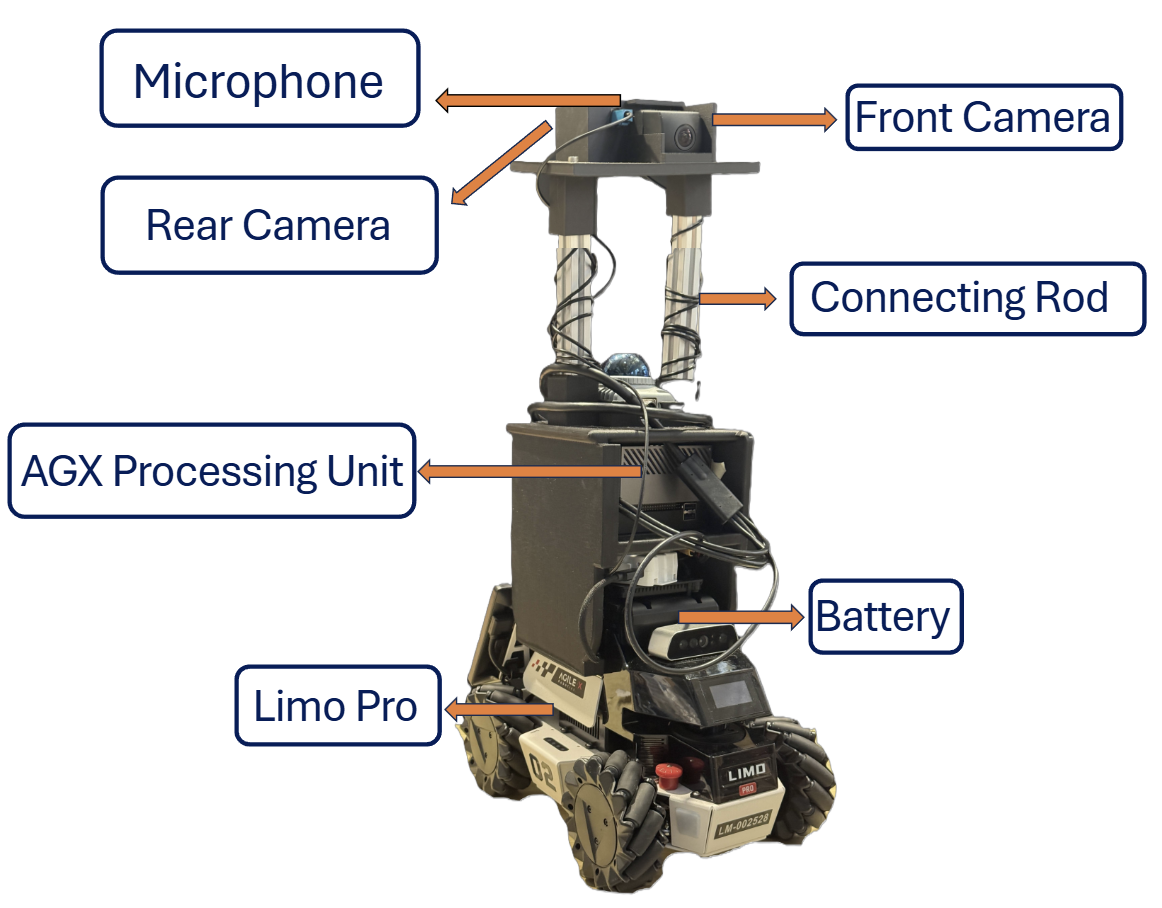 Microphone
Front Camera
Rear Camera
Connecting Rod
AGX Processing Unit
Battery
AGILE X
Limo Pro
02
LIMO
PRO
LM-002528